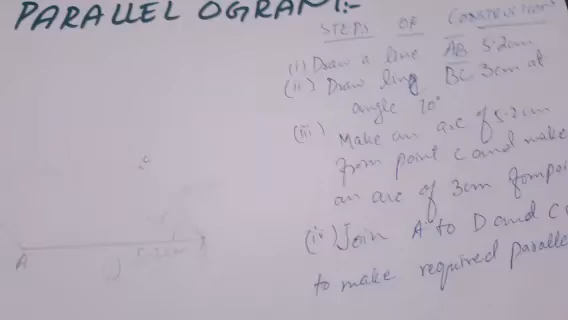 PARALLELOGRAM:-
STEPS OF CONSTRUCTION
(i) Draw a line AB 5.2cm
(ii) Draw line BC 3cm at
angle 70°
(iii) Make an arc of 5.2cm
from point C and make
an arc of 3cm
(iv) Join A to D and C
to make required
C
A
5.2cm